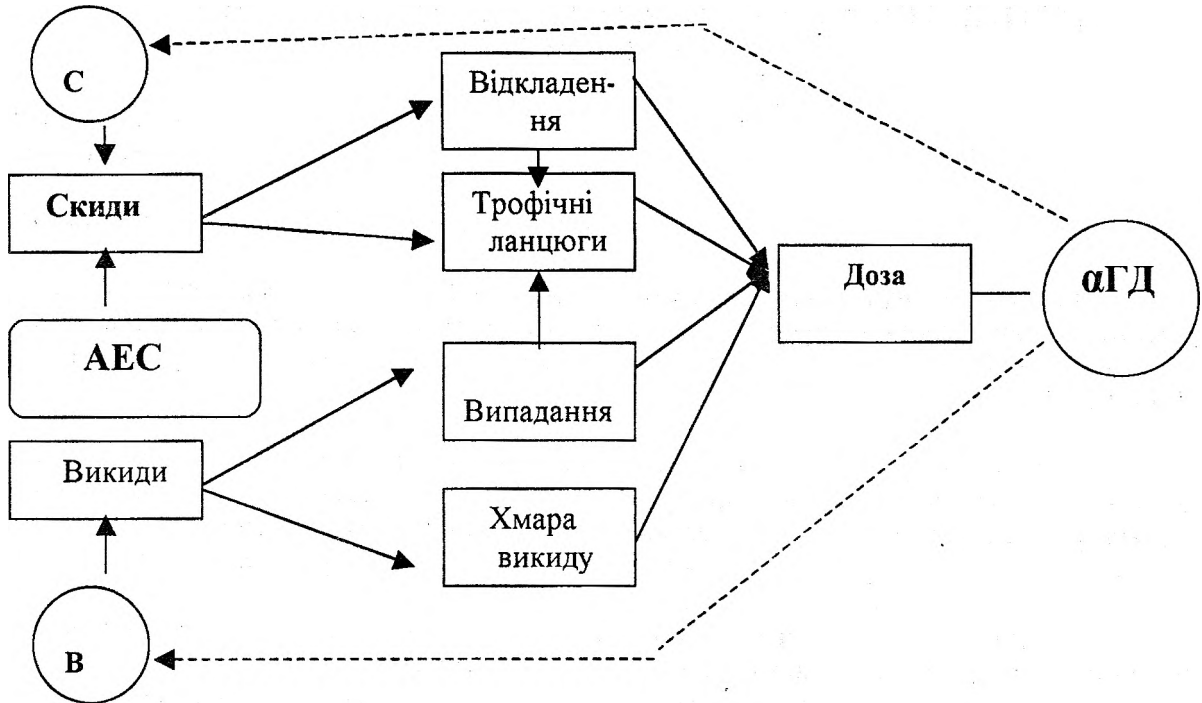 С
Відкладен-
ня
Скиди
Трофічні
ланцюги
Доза
αГД
АЕС
Випадання
Викиди
Хмара
викиду
В